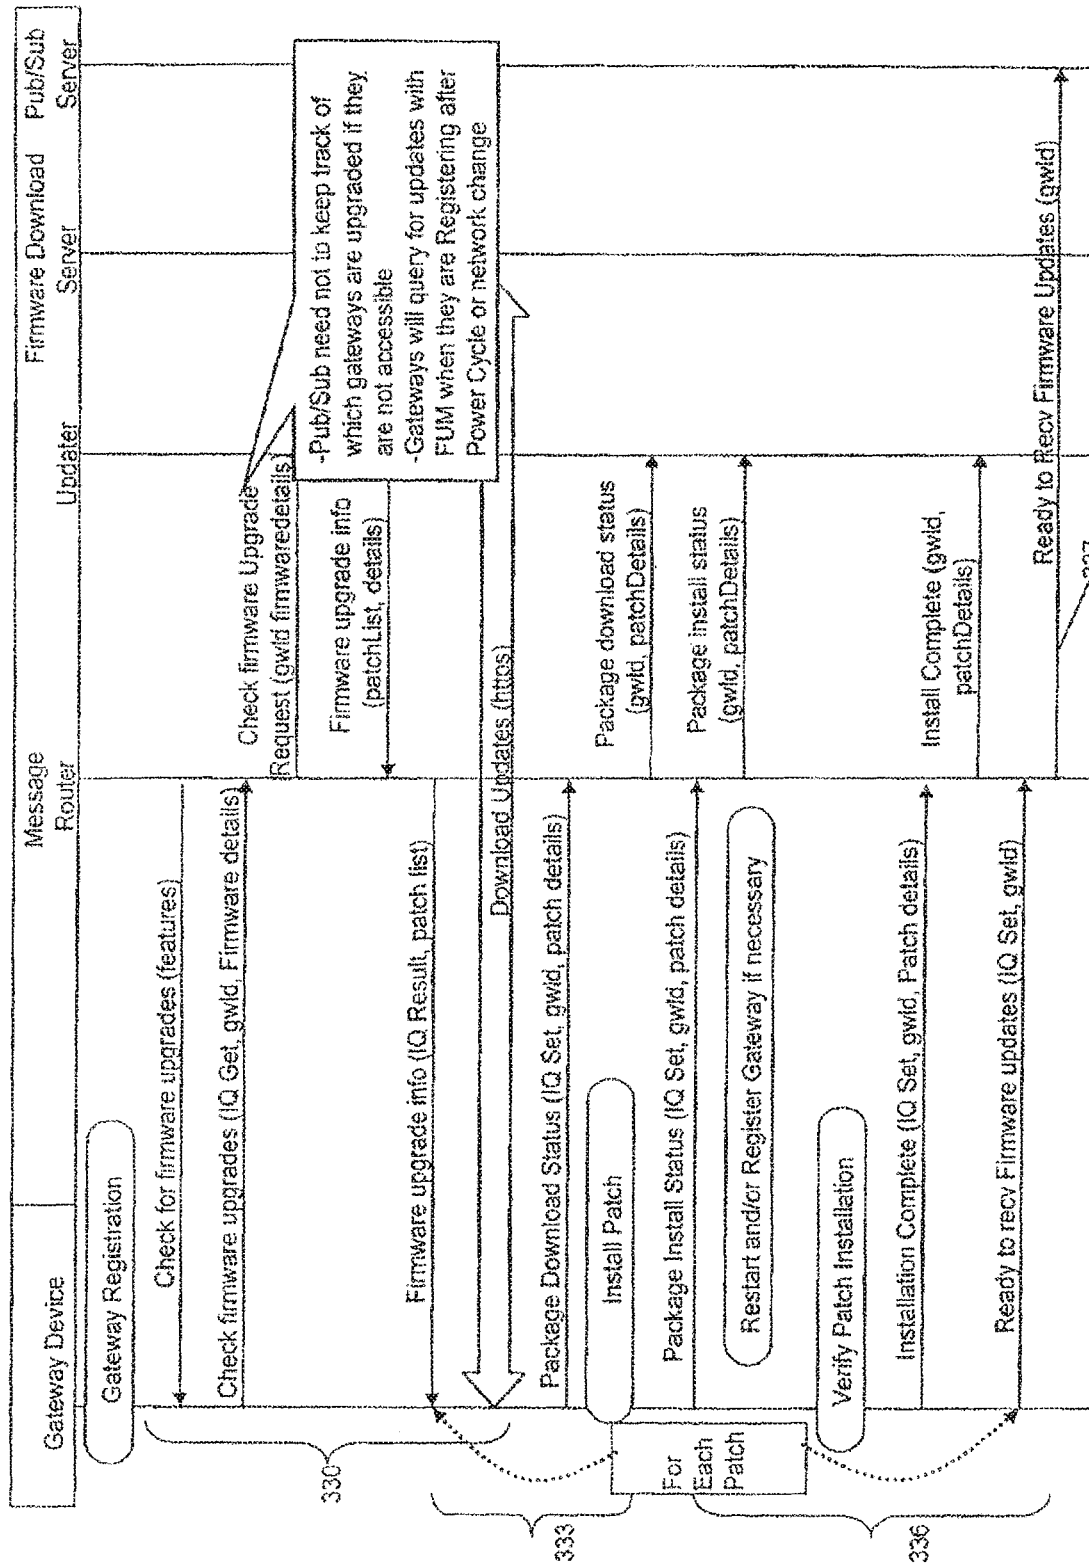 Gateway Device
Message
Router
Updater
Firmware Download
Server
Pub/Sub
Server
Gateway Registration
Check for firmware upgrades (features)
Check firmware upgrades (IQ Get, gwId, Firmware details)
Check firmware Upgrade
Request (gwId firmwaredetails)
-Pub/Sub need not to keep track of
which gateways are upgraded if they
are not accessible
-Gateways will query for updates with
FUM when they are Registering after
Power Cycle or network change
Firmware upgrade info
(patchList, details)
Firmware upgrade info (IQ Result, patch list)
Download Updates (https)
330
Package Download Status (IQ Set, gwId, patch details)
Package download status
(gwId, patchDetails)
333
Install Patch
For
Each
Patch
Package Install Status (IQ Set, gwId, patch details)
Package install status
(gwId, patchDetails)
Restart and/or Register Gateway if necessary
Verify Patch Installation
Installation Complete (IQ Set, gwId, Patch details)
Install Complete (gwId,
patchDetails)
336
Ready to recv Firmware updates (IQ Set, gwId)
Ready to Recv Firmware Updates (gwId)